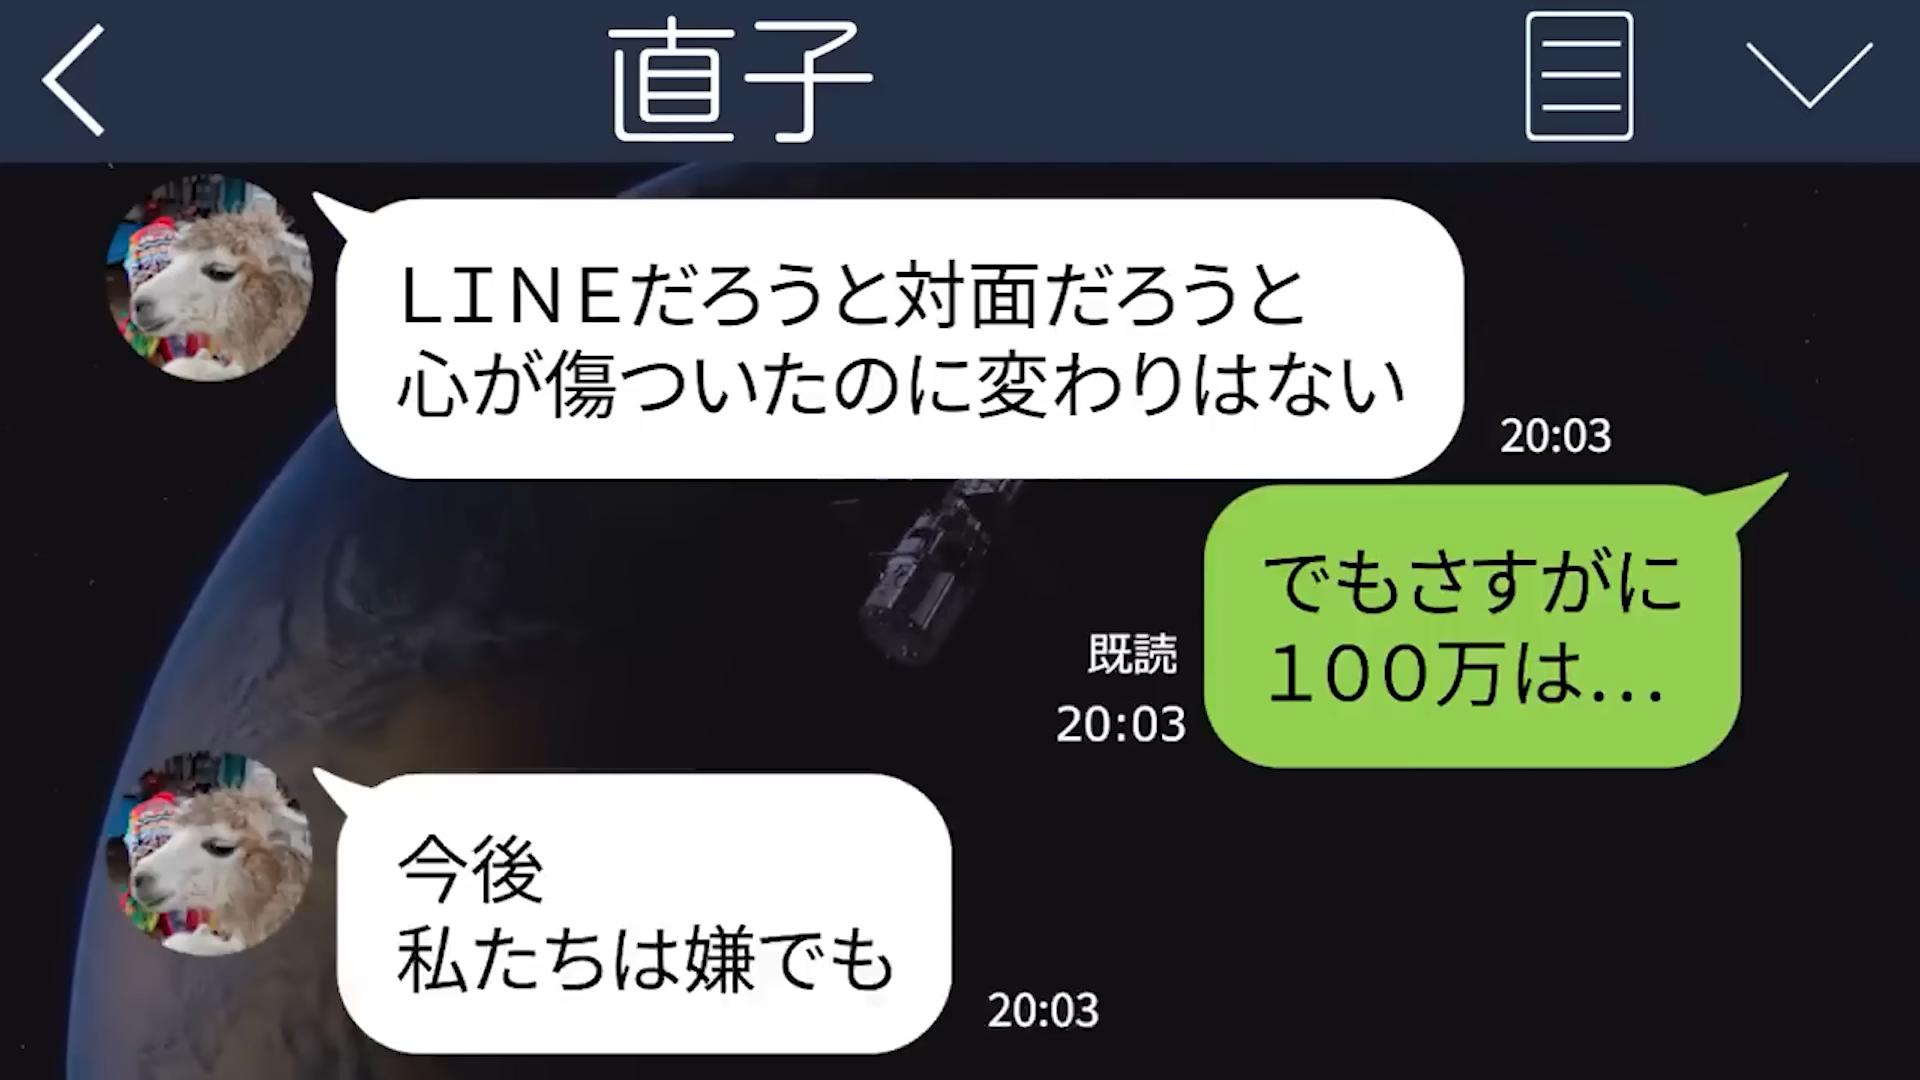 直子
ＬＩＮＥだろうと対面だろうと
心が傷ついたのに変わりはない
20:03
でもさすがに
１００万は…
既読
20:03
今後
私たちは嫌でも
20:03